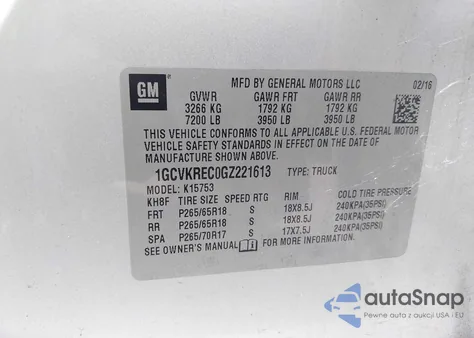 GM
MFD BY GENERAL MOTORS LLC 02/16
GVWR GAWR FRT GAWR RR
3266 KG 1792 KG 1792 KG
7200 LB 3950 LB 3950 LB
THIS VEHICLE CONFORMS TO ALL APPLICABLE U.S. FEDERAL MOTOR
VEHICLE SAFETY STANDARDS IN EFFECT ON THE DATE OF
MANUFACTURE SHOWN ABOVE.
1GCVKREC0GZ221613 TYPE: TRUCK
MODEL: K15753
KH8F TIRE SIZE SPEED RTG RIM COLD TIRE PRESSURE
FRT P265/65R18 S 18X8.5J 240KPA(35PSI)
RR P265/65R18 S 18X8.5J 240KPA(35PSI)
SPA P265/70R17 S 17X7.5J 240KPA(35PSI)
SEE OWNER'S MANUAL FOR ADDITIONAL INFORMATION.
autoSnap
Pewne auta z USA i EU